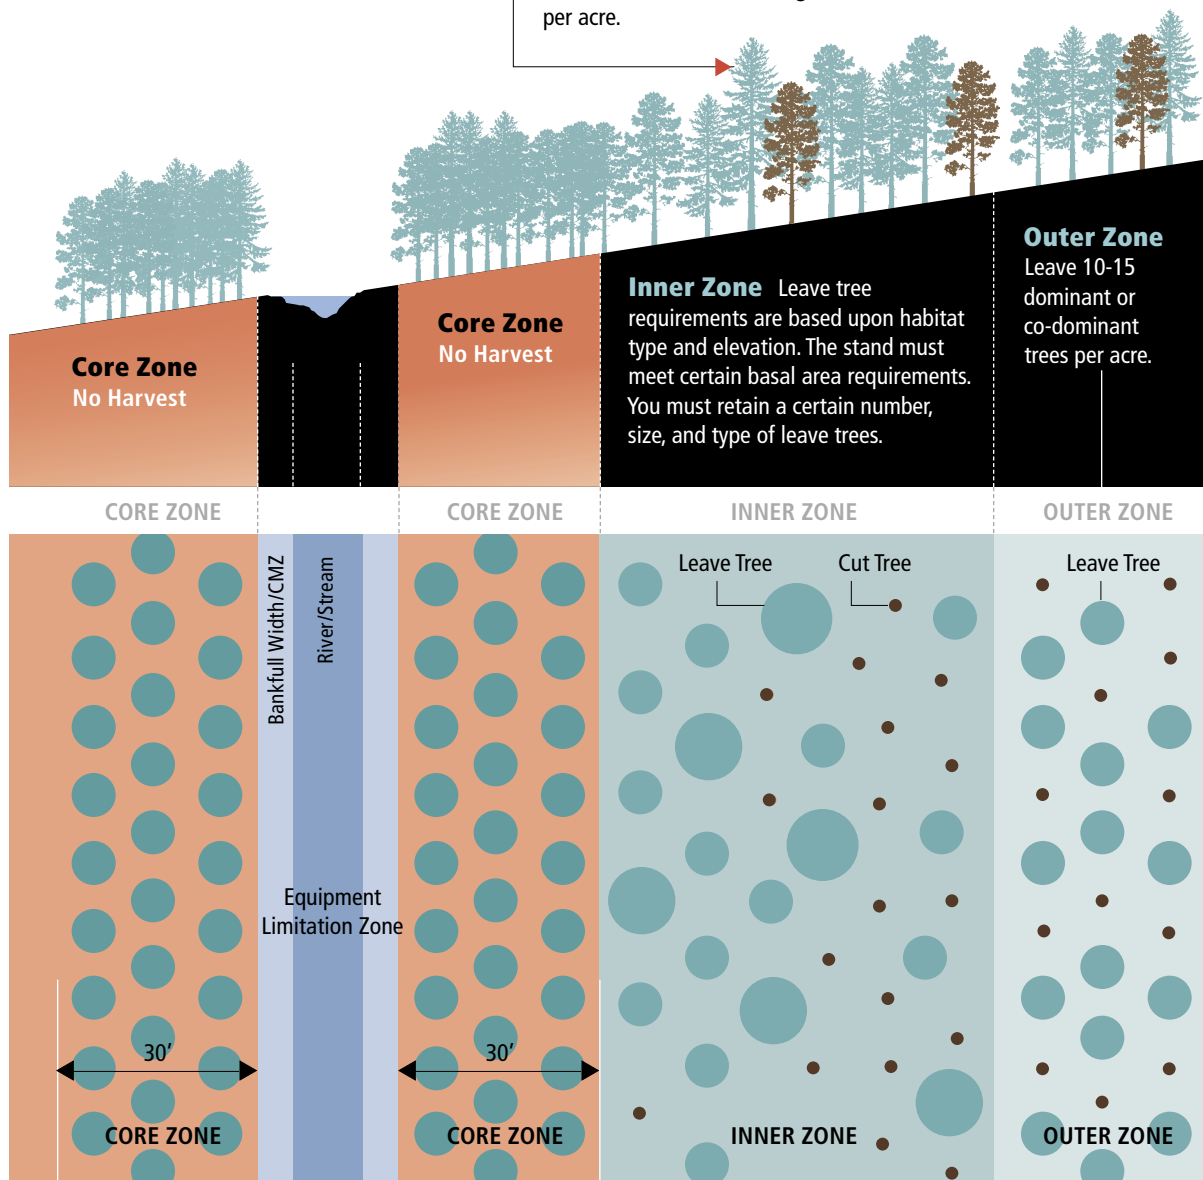 per acre.
Core Zone
No Harvest
Core Zone
No Harvest
Inner Zone Leave tree
requirements are based upon habitat
type and elevation. The stand must
meet certain basal area requirements.
You must retain a certain number,
size, and type of leave trees.
Outer Zone
Leave 10-15
dominant or
co-dominant
trees per acre.
CORE ZONE
CORE ZONE
INNER ZONE
OUTER ZONE
Bankfull Width/CMZ
River/Stream
Leave Tree
Cut Tree
Leave Tree
Equipment
Limitation Zone
30’
30’
CORE ZONE
CORE ZONE
INNER ZONE
OUTER ZONE